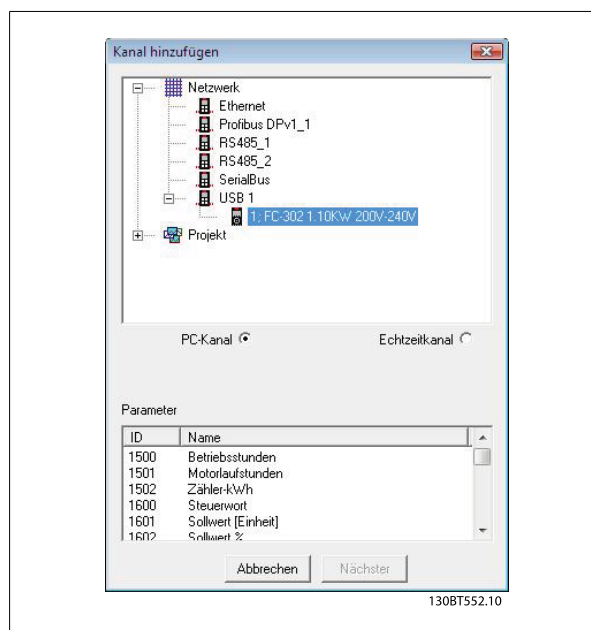 Kanal hinzufügen
Netzwerk
Ethernet
Profibus DPv1_1
RS485_1
RS485_2
SerialBus
USB 1
1; FC-302 1.10KW 200V-240V
Projekt
PC-Kanal Echtzeitkanal
Parameter
ID Name
1500 Betriebsstunden
1501 Motorlaufstunden
1502 Zähler-kWh
1600 Steuerwort
1601 Sollwert [Einheit]
1602 Sollwert %
Abbrechen Nächster
130BT552.10